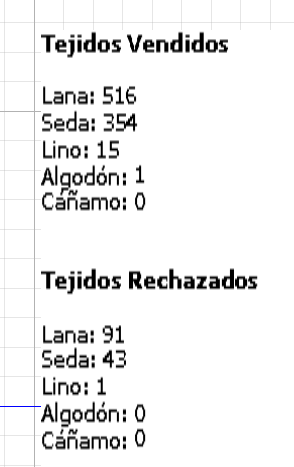 Tejidos Vendidos
Lana: 516
Seda: 354
Lino: 15
Algodón: 1
Cáñamo: 0
Tejidos Rechazados
Lana: 91
Seda: 43
Lino: 1
Algodón: 0
Cáñamo: 0